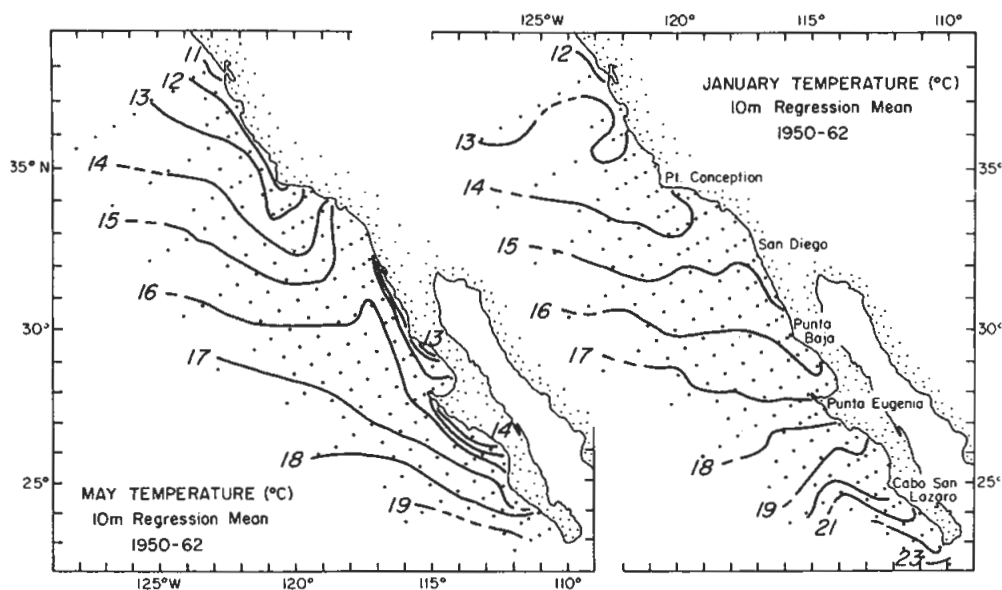 11
12
13
14
15
16
17
18
19
13
14
35° N
30°
25°
MAY TEMPERATURE (°C)
10m Regression Mean
1950-62
125°W
120°
115°
110°
125°W
120°
115°
110°
12
JANUARY TEMPERATURE (°C)
10m Regression Mean
1950-62
13
35°
Pt. Conception
14
15
San Diego
16
30°
Punta
Baja
17
Punta Eugenia
18
19
21
23
25°
Cabo San
Lazaro